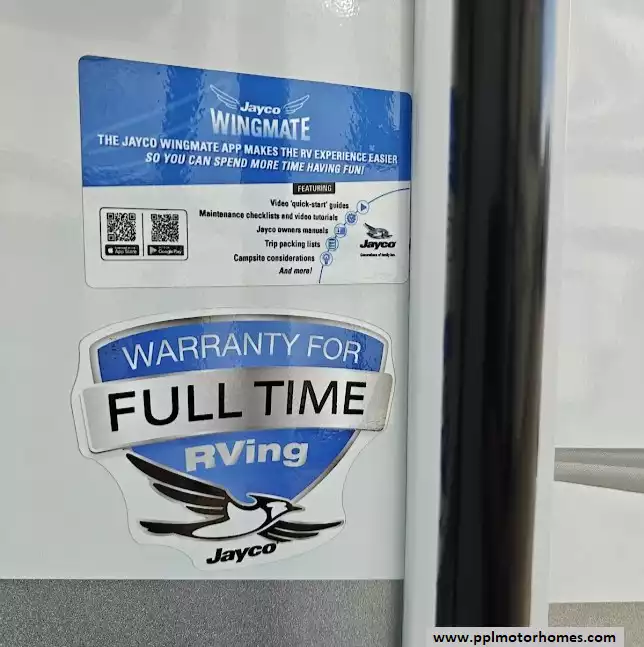 Jayco
WINGMATE
THE JAYCO WINGMATE APP MAKES THE RV EXPERIENCE EASIER
SO YOU CAN SPEND MORE TIME HAVING FUN!
FEATURING
Video 'quick-start' guides
Maintenance checklists and video tutorials
Jayco owners manuals
Trip packing lists
Campsite considerations
And more!
App Store
Google Play
Jayco
WARRANTY FOR
FULL TIME
RVing
Jayco
www.pplmotorhomes.com